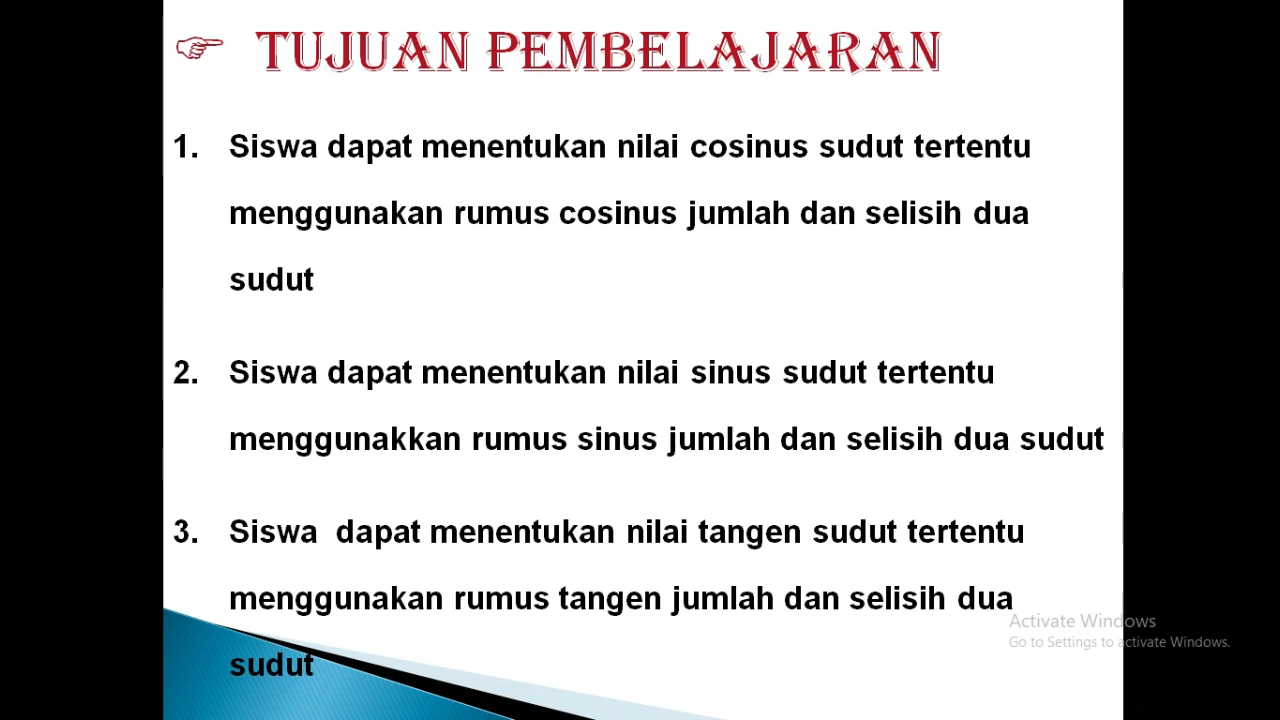 ☞ TUJUAN PEMBELAJARAN
1. Siswa dapat menentukan nilai cosinus sudut tertentu
menggunakan rumus cosinus jumlah dan selisih dua
sudut
2. Siswa dapat menentukan nilai sinus sudut tertentu
menggunakkan rumus sinus jumlah dan selisih dua sudut
3. Siswa dapat menentukan nilai tangen sudut tertentu
menggunakan rumus tangen jumlah dan selisih dua
sudut
Activate Windows
Go to Settings to activate Windows.